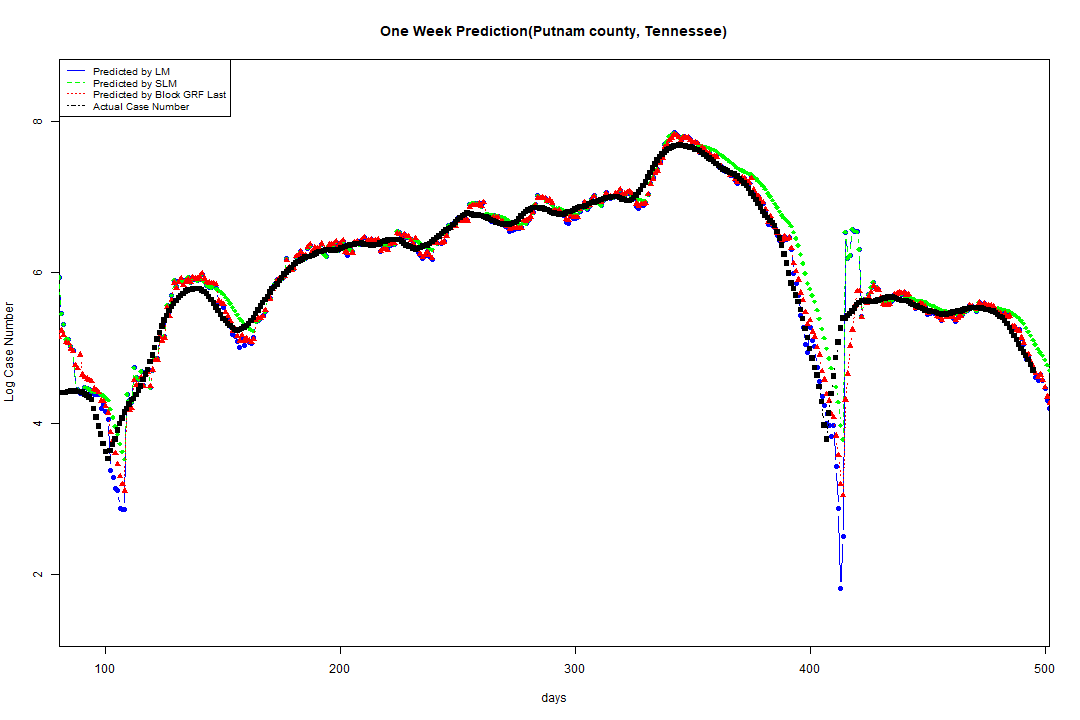 One Week Prediction(Putnam county, Tennessee)
Predicted by LM
Predicted by SLM
Predicted by Block GRF Last
Actual Case Number
8
6
4
2
Log Case Number
100 200 300 400 500
days